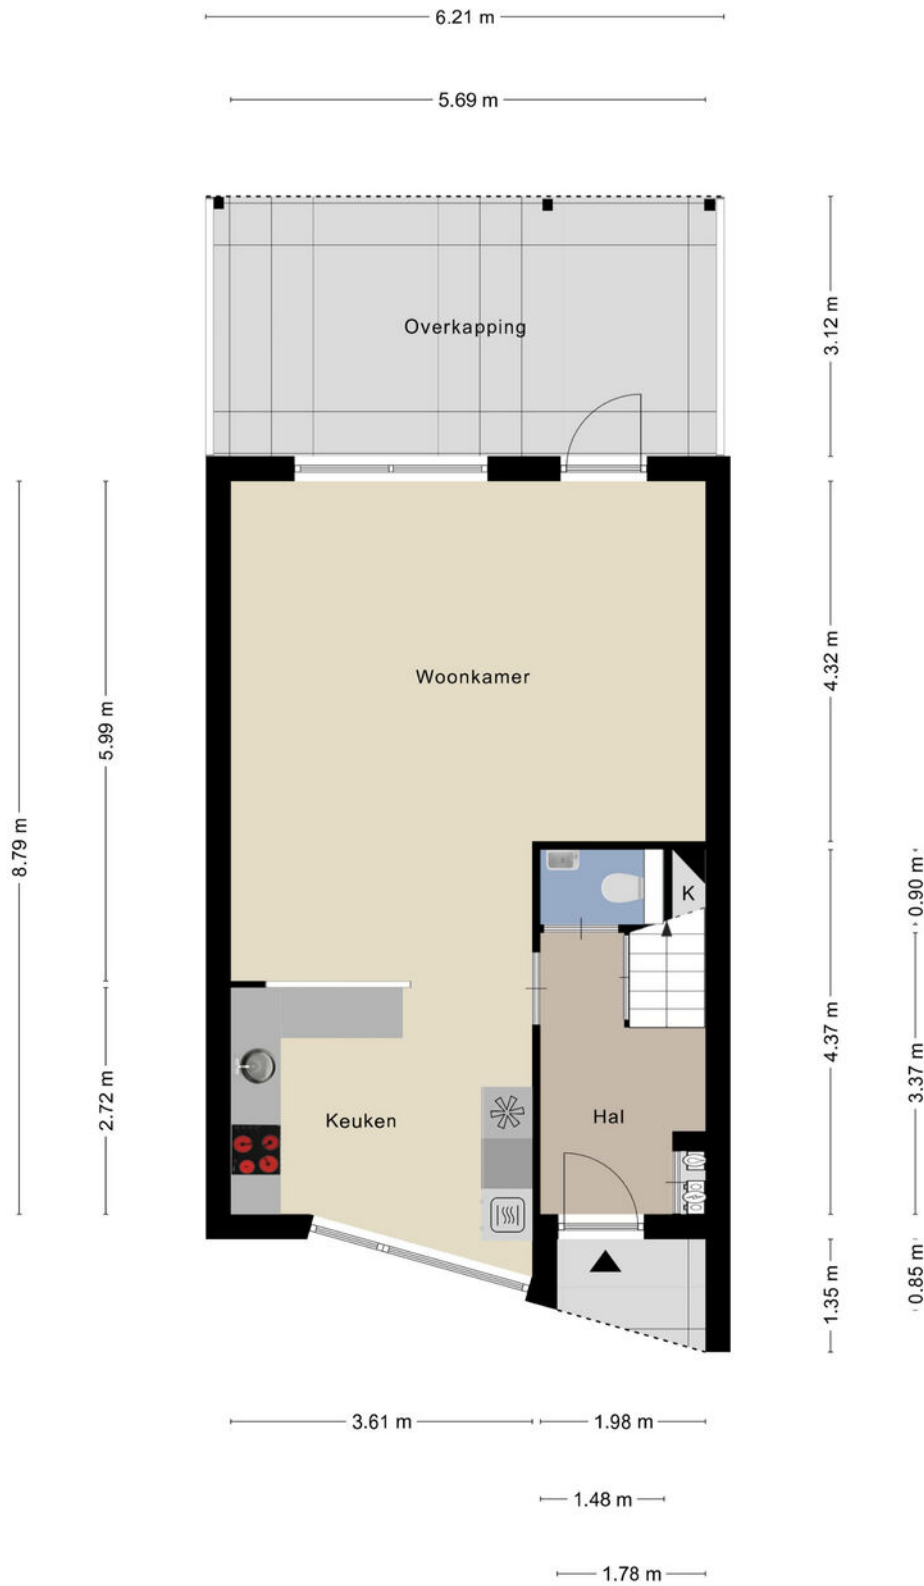 6.21 m
5.69 m
Overkapping
3.12 m
Woonkamer
4.32 m
5.99 m
8.79 m
K
0.90 m
4.37 m
3.37 m
2.72 m
Keuken
Hal
1.35 m
0.85 m
3.61 m
1.98 m
1.48 m
1.78 m